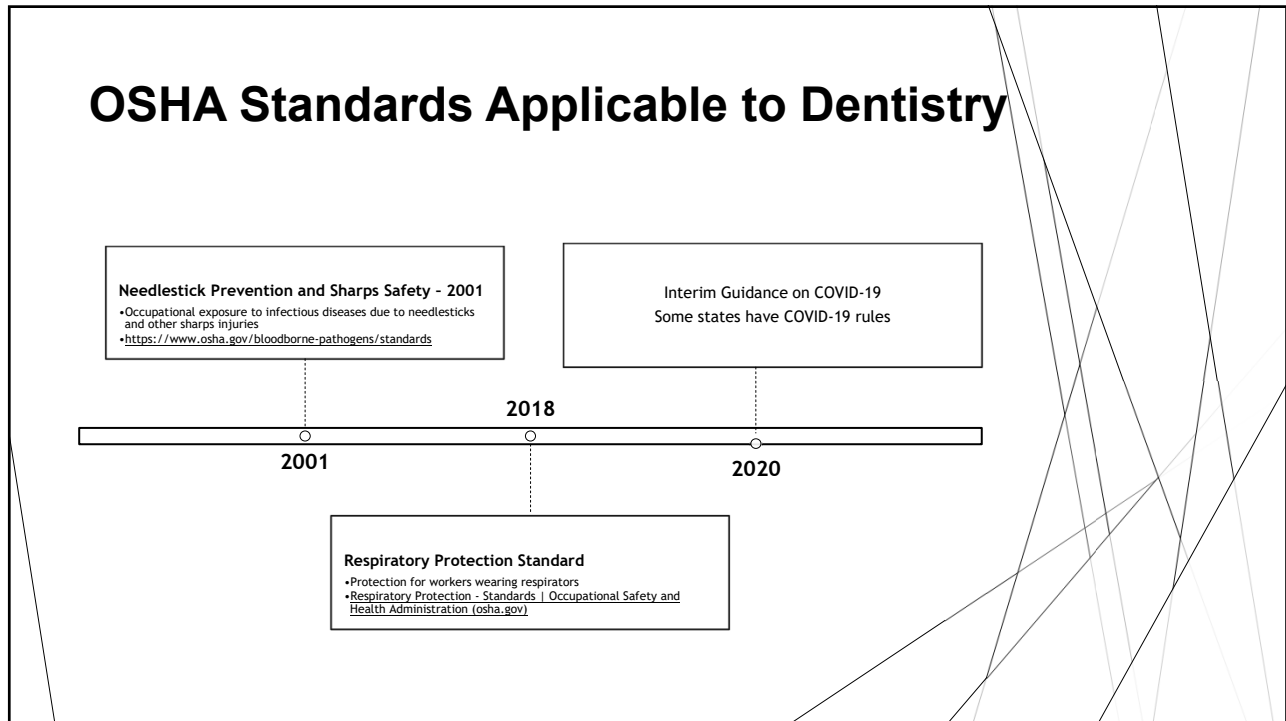 OSHA Standards Applicable to Dentistry
Needlestick Prevention and Sharps Safety – 2001
•Occupational exposure to infectious diseases due to needlesticks
and other sharps injuries
•https://www.osha.gov/bloodborne-pathogens/standards
Interim Guidance on COVID-19
Some states have COVID-19 rules
2018
2001
2020
Respiratory Protection Standard
•Protection for workers wearing respirators
•Respiratory Protection - Standards | Occupational Safety and
Health Administration (osha.gov)